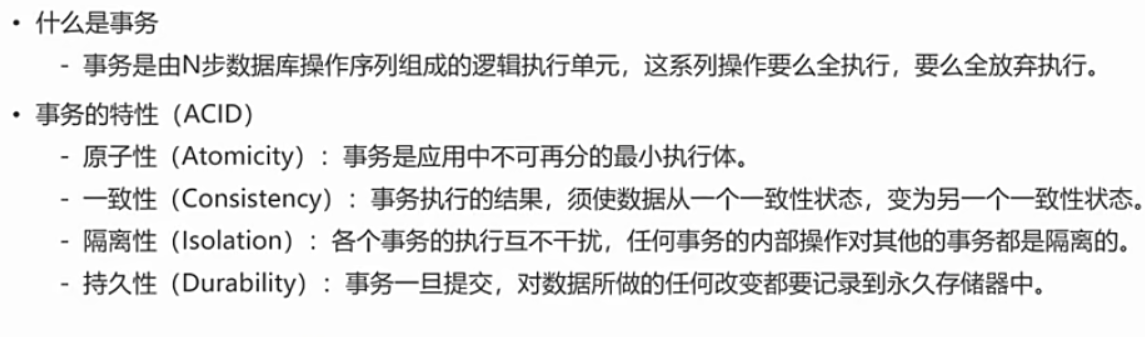 • 什么是事务
- 事务是由N步数据库操作序列组成的逻辑执行单元，这系列操作要么全执行，要么全放弃执行。
• 事务的特性（ACID）
- 原子性（Atomicity）：事务是应用中不可再分的最小执行体。
- 一致性（Consistency）：事务执行的结果，须使数据从一个一致性状态，变为另一个一致性状态。
- 隔离性（Isolation）：各个事务的执行互不干扰，任何事务的内部操作对其他的事务都是隔离的。
- 持久性（Durability）：事务一旦提交，对数据所做的任何改变都要记录到永久存储器中。